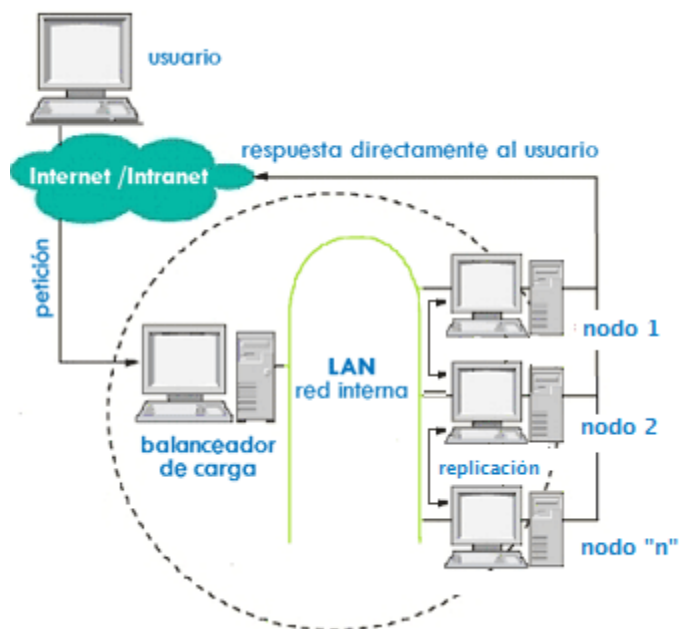 usuario
respuesta directamente al usuario
Internet /Intranet
petición
LAN
red interna
nodo 1
balanceador
de carga
nodo 2
replicación
nodo "n"